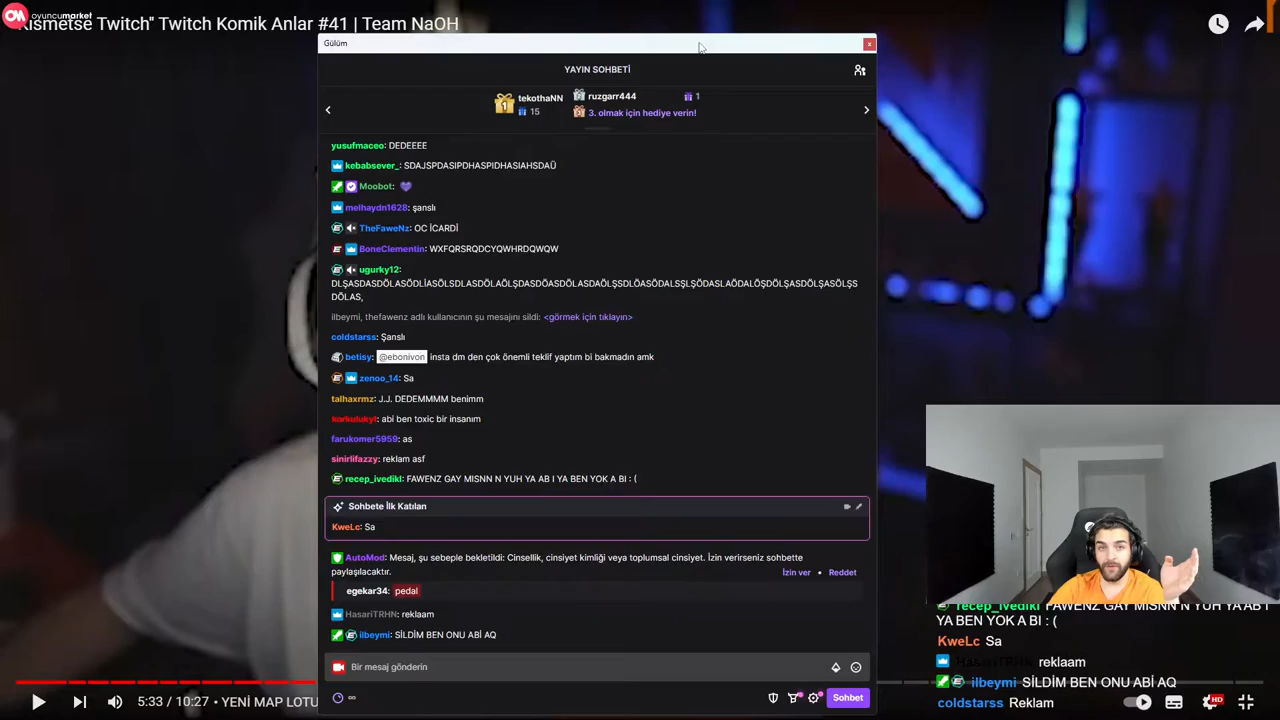 oyuncumarket
Kısmetse Twitch" Twitch Komik Anlar #41 | Team NaOH
Gülüm
x
YAYIN SOHBETİ
tekothaNN
15
ruzgarr444
1
3. olmak için hediye verin!
yusufmaceo: DEDEEEE
kebabsever_: SDAJSPDASIPDHASPIDHASIAHSDAÜ
Moobot:
melhaydn1628: şanslı
TheFaweNz: OC İCARDİ
BoneClementin: WXFQRSRQDCYQWHRDQWQW
ugurky12:
DLŞASDASDÖLASÖDLİASÖLSDLASDÖLAÖLŞDASDÖASDÖLASDAÖLŞSDLÖASÖDALSŞLŞÖDASLAÖDALÖŞDÖLŞASDÖLŞASÖLŞS
DÖLAS,
ilbeymi, thefawenz adlı kullanıcının şu mesajını sildi: <görmek için tıklayın>
coldstarss: Şanslı
betisy: @ebonivon insta dm den çok önemli teklif yaptım bi bakmadın amk
zenoo_14: Sa
talhaxrmz: J.J. DEDEMMMM benimm
korkulukyl: abi ben toxic bir insanım
farukomer5959: as
sinirlifazzy: reklam asf
recep_ivedikl: FAWENZ GAY MISNN N YUH YA AB I YA BEN YOK A BI : (
Sohbete İlk Katılan
KweLc: Sa
AutoMod: Mesaj, şu sebeple bekletildi: Cinsellik, cinsiyet kimliği veya toplumsal cinsiyet. İzin verirseniz sohbette
paylaşılacaktır.
İzin ver • Reddet
egekar34: pedal
HasariTRHN: reklaam
ilbeymi: SİLDİM BEN ONU ABİ AQ
Bir mesaj gönderin
Sohbet
recep_ivedikl FAWENZ GAY MISNN N YUH YA AB I
YA BEN YOK A BI : (
KweLc Sa
HasariTRHN reklaam
ilbeymi SİLDİM BEN ONU ABİ AQ
coldstarss Reklam
5:33 / 10:27 • YENİ MAP LOTU
HD